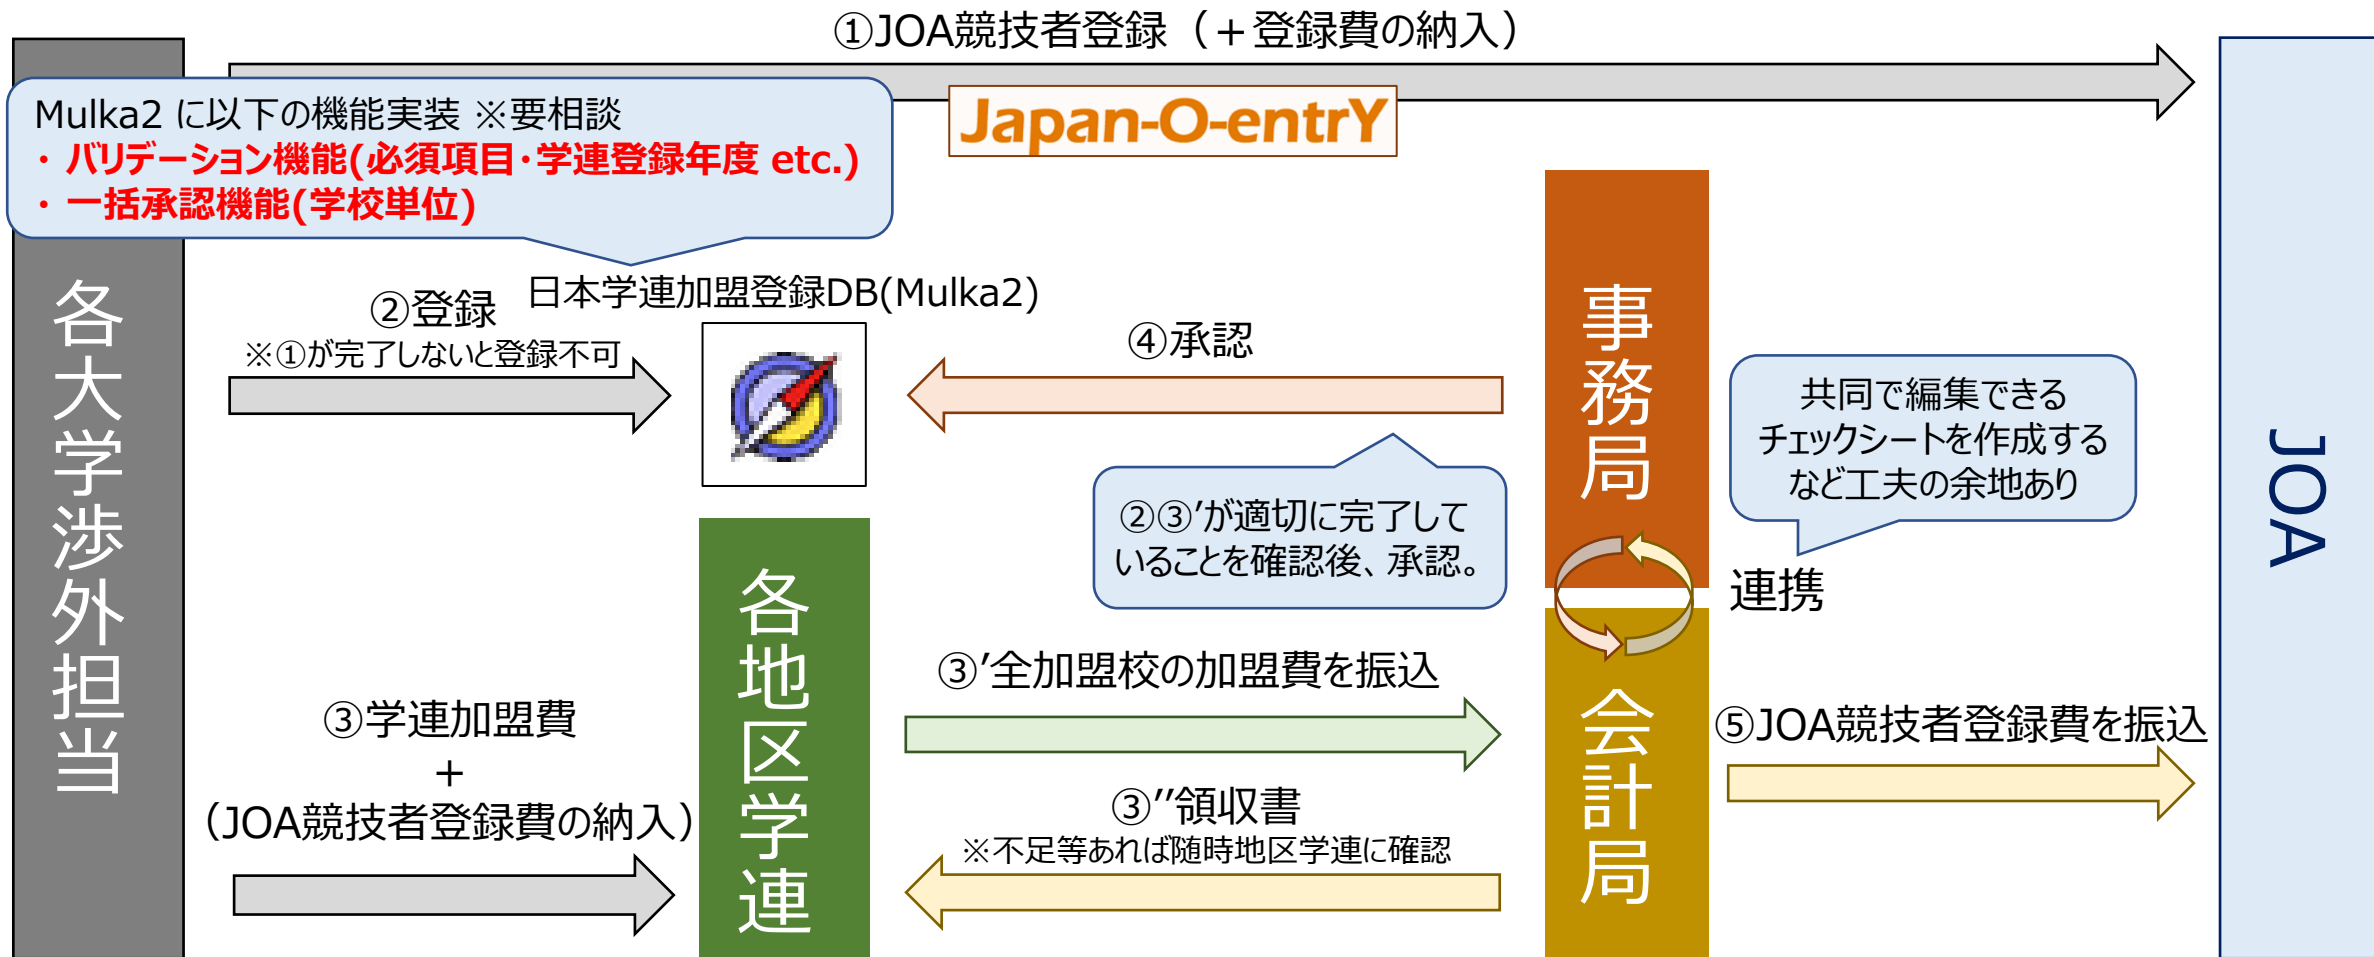 ①JOA競技者登録（＋登録費の納入）
Mulka2 に以下の機能実装 ※要相談
・バリデーション機能(必須項目・学連登録年度 etc.)
・一括承認機能(学校単位)
Japan-O-entrY
各大学渉外担当
②登録
※①が完了しないと登録不可
日本学連加盟登録DB(Mulka2)
④承認
②③’が適切に完了して
いることを確認後、承認。
事務局
共同で編集できる
チェックシートを作成する
など工夫の余地あり
連携
JOA
各地区学連
③学連加盟費
＋
（JOA競技者登録費の納入）
③’全加盟校の加盟費を振込
③’’領収書
※不足等あれば随時地区学連に確認
会計局
⑤JOA競技者登録費を振込